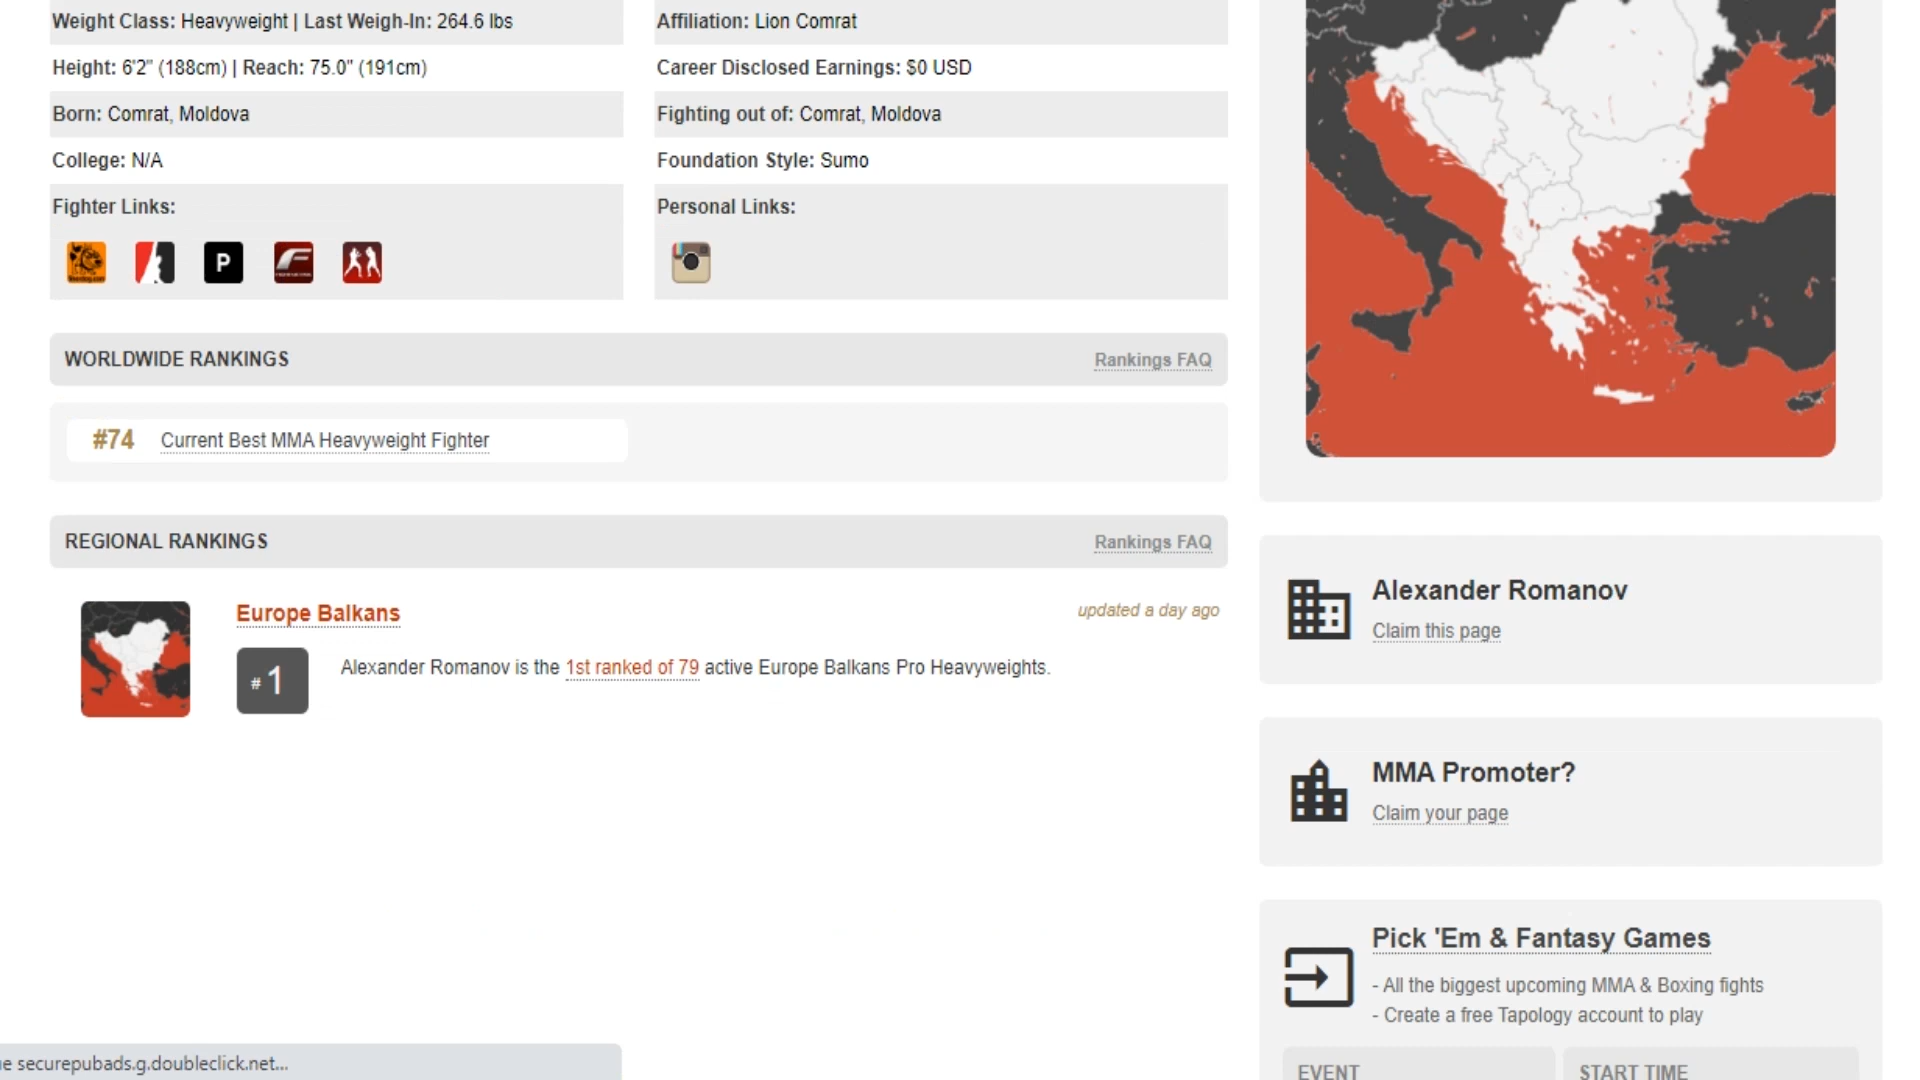 Weight Class: Heavyweight | Last Weigh-In: 264.6 lbs
Height: 6'2" (188cm) | Reach: 75.0" (191cm)
Born: Comrat, Moldova
College: N/A
Fighter Links:
P
Affiliation: Lion Comrat
Career Disclosed Earnings: $0 USD
Fighting out of: Comrat, Moldova
Foundation Style: Sumo
Personal Links:
WORLDWIDE RANKINGS
Rankings FAQ
#74 Current Best MMA Heavyweight Fighter
REGIONAL RANKINGS
Rankings FAQ
Europe Balkans
updated a day ago
#1
Alexander Romanov is the 1st ranked of 79 active Europe Balkans Pro Heavyweights.
Alexander Romanov
Claim this page
MMA Promoter?
Claim your page
Pick 'Em & Fantasy Games
- All the biggest upcoming MMA & Boxing fights
- Create a free Tapology account to play
EVENT
START TIME
securepubads.g.doubleclick.net...